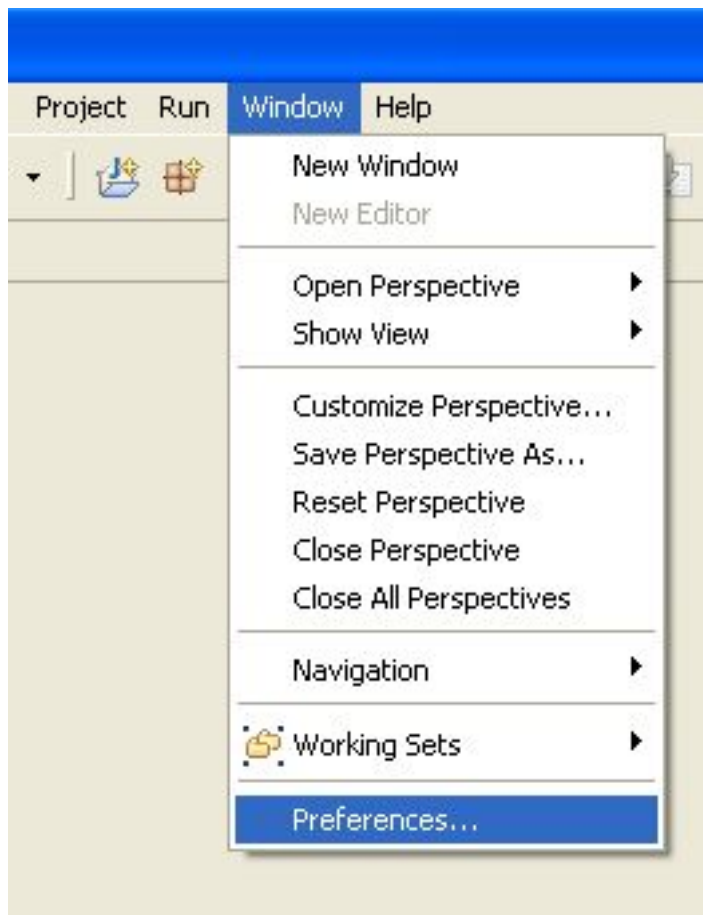 Project Run Window Help
New Window
New Editor
Open Perspective
Show View
Customize Perspective...
Save Perspective As...
Reset Perspective
Close Perspective
Close All Perspectives
Navigation
Working Sets
Preferences...